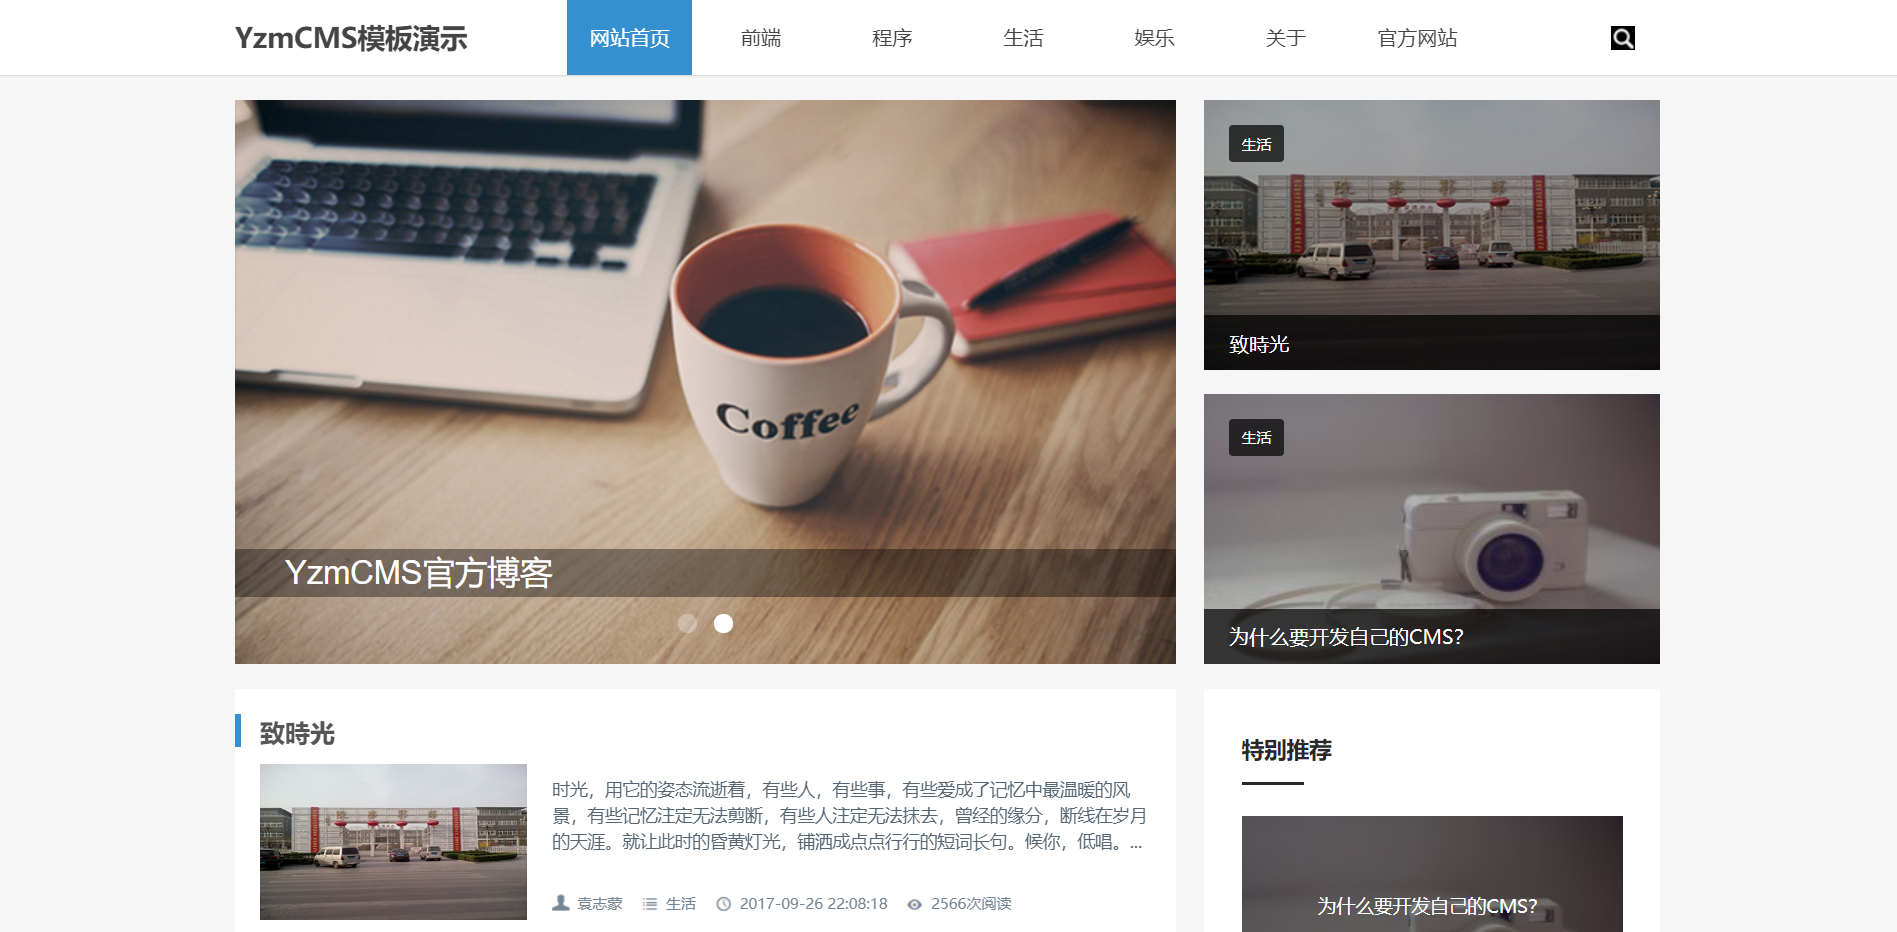 YzmCMS模板演示
网站首页 前端 程序 生活 娱乐 关于 官方网站
Coffee
YzmCMS官方博客
生活
致時光
生活
为什么要开发自己的CMS?
致時光
时光，用它的姿态流逝着，有些人，有些事，有些爱成了记忆中最温暖的风
景，有些记忆注定无法剪断，有些人注定无法抹去，曾经的缘分，断线在岁月
的天涯。就让此时的昏黄灯光，铺洒成点点行行的短词长句。候你，低唱。...
袁志蒙 生活 2017-09-26 22:08:18 2566次阅读
特别推荐
为什么要开发自己的CMS?